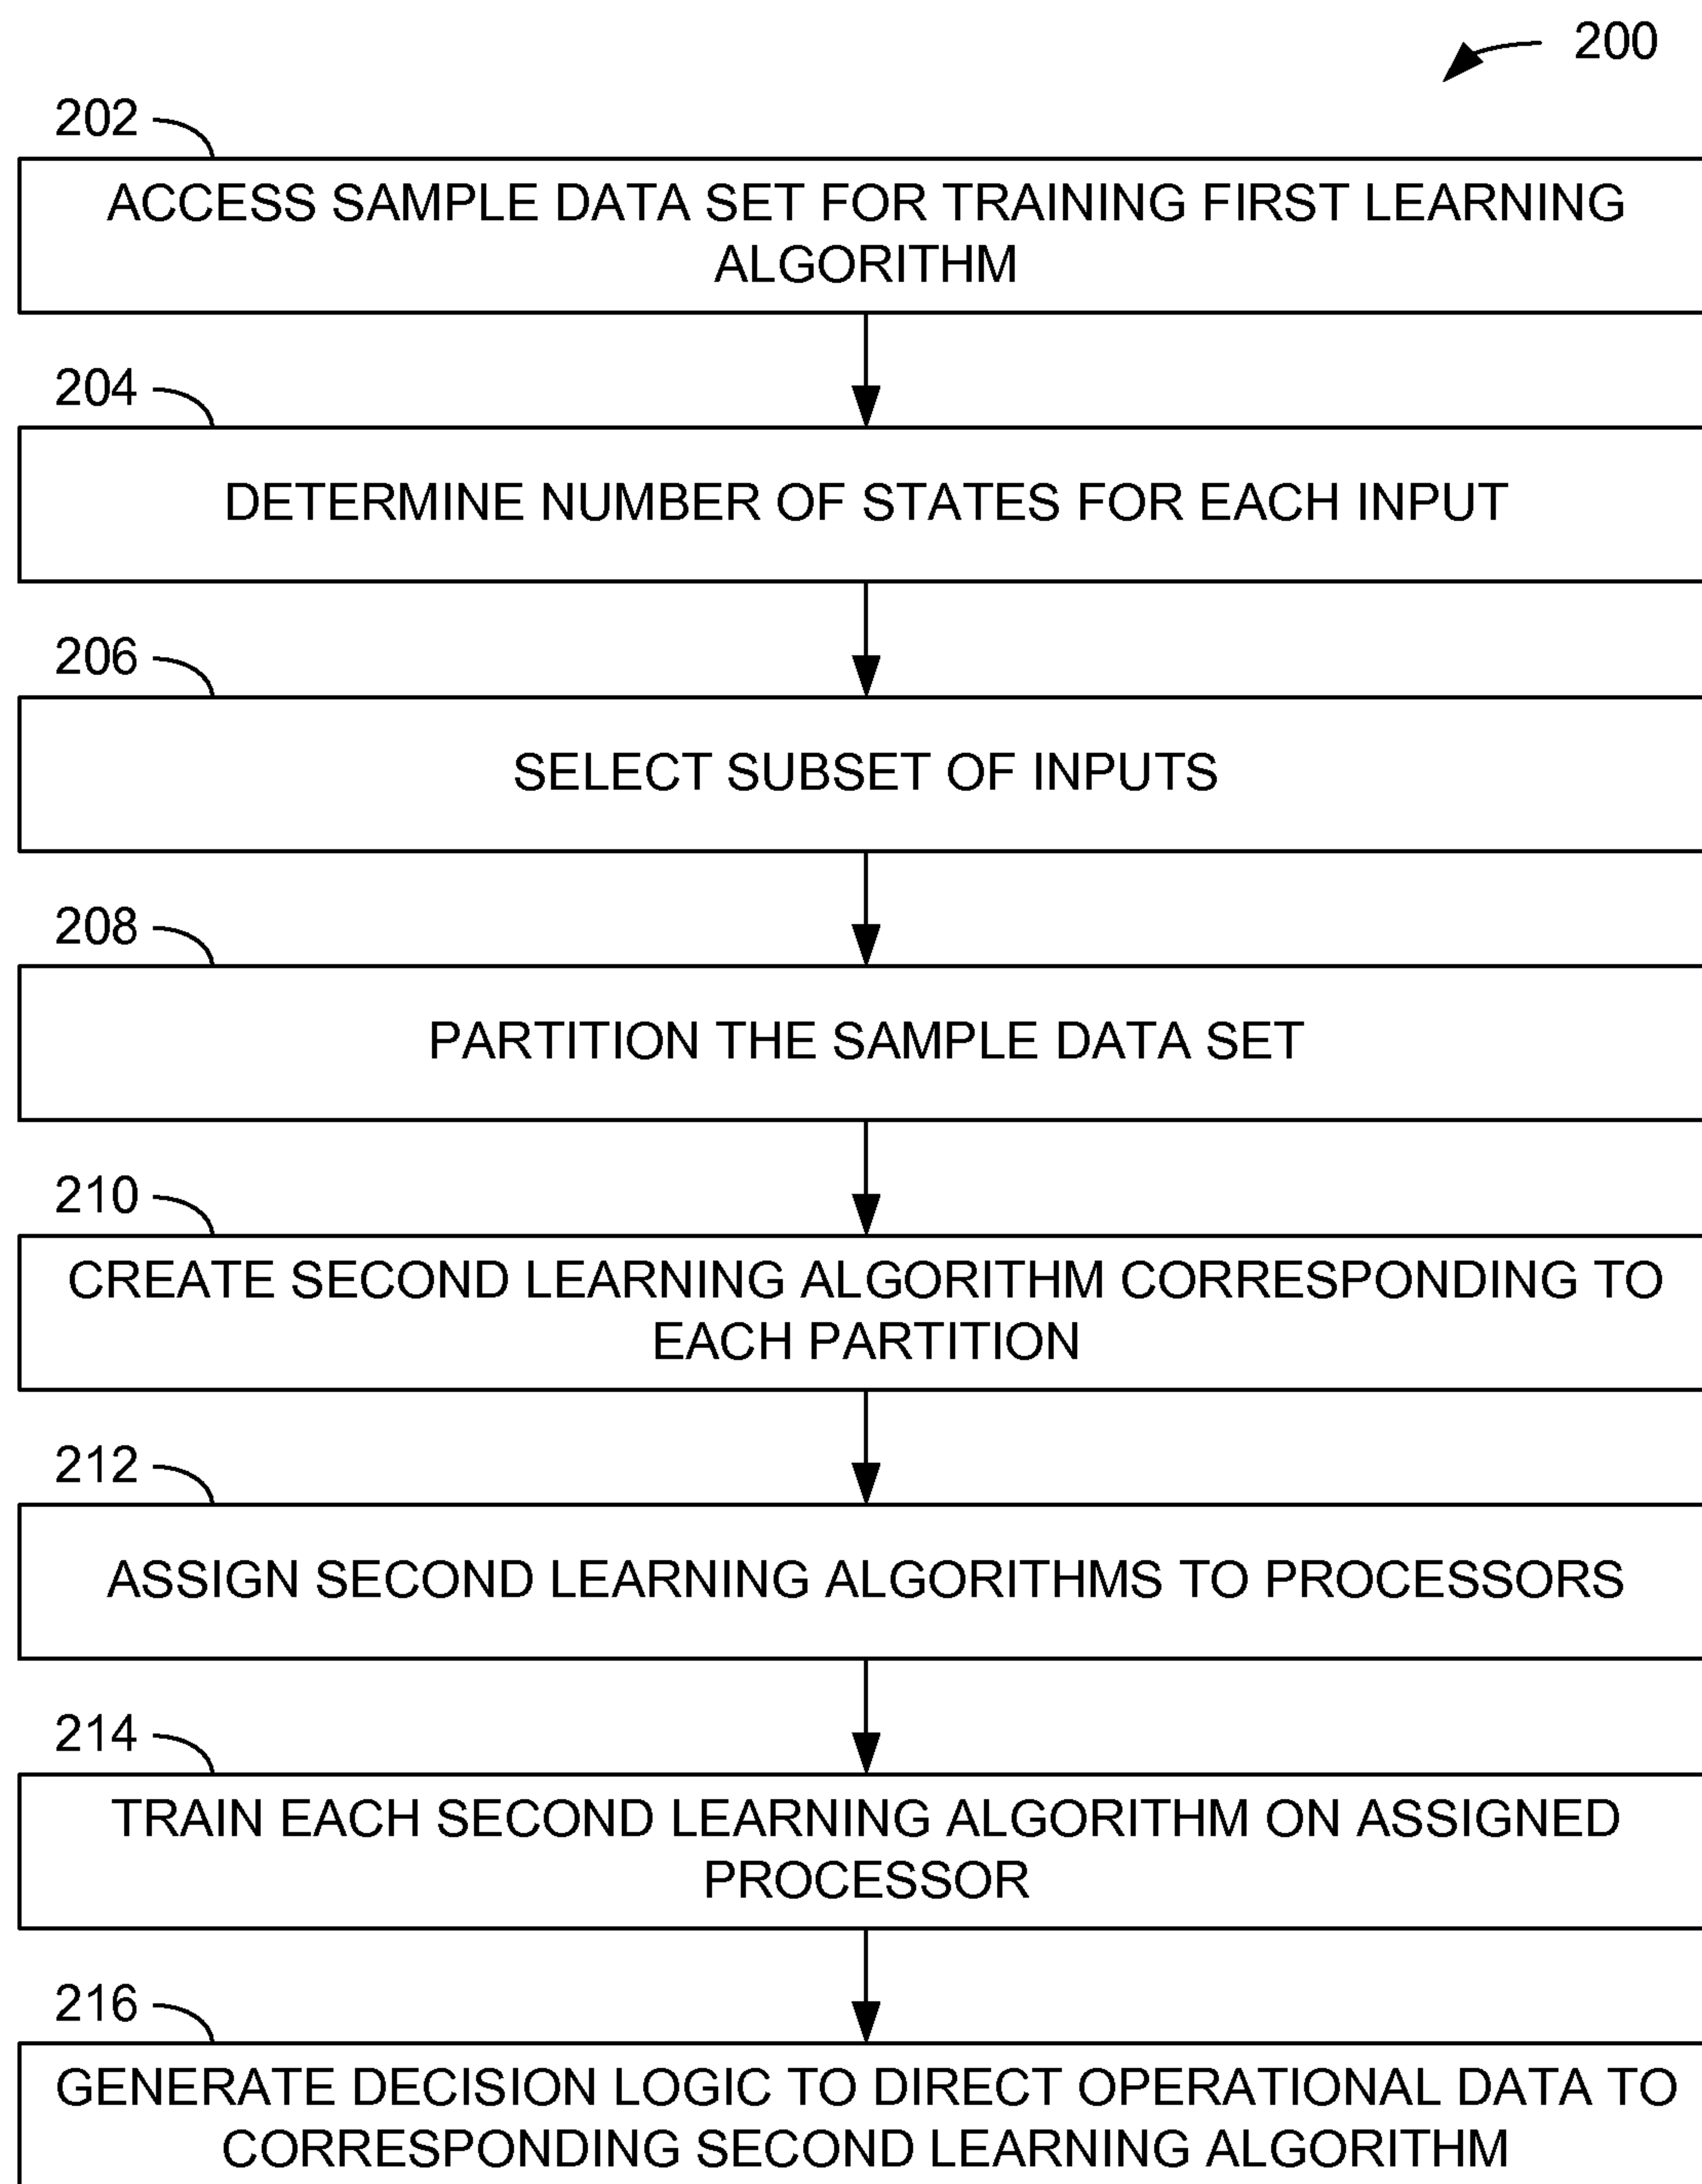 200
202
ACCESS SAMPLE DATA SET FOR TRAINING FIRST LEARNING
ALGORITHM
204
DETERMINE NUMBER OF STATES FOR EACH INPUT
206
SELECT SUBSET OF INPUTS
208
PARTITION THE SAMPLE DATA SET
210
CREATE SECOND LEARNING ALGORITHM CORRESPONDING TO
EACH PARTITION
212
ASSIGN SECOND LEARNING ALGORITHMS TO PROCESSORS
214
TRAIN EACH SECOND LEARNING ALGORITHM ON ASSIGNED
PROCESSOR
216
GENERATE DECISION LOGIC TO DIRECT OPERATIONAL DATA TO
CORRESPONDING SECOND LEARNING ALGORITHM